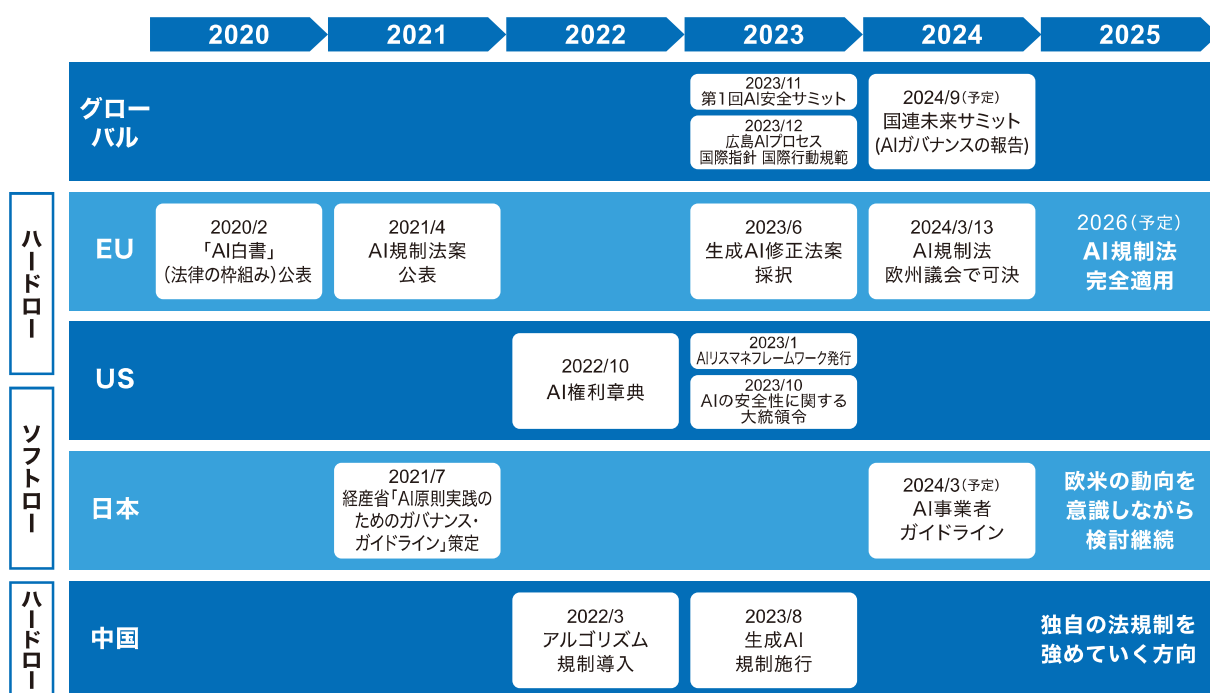 2020
2021
2022
2023
2024
2025
グロー
バル
2023/11
第1回AI安全サミット
2023/12
広島AIプロセス
国際指針 国際行動規範
2024/9(予定)
国連未来サミット
(AIガバナンスの報告)
ハードロー
EU
2020/2
「AI白書」
(法律の枠組み)公表
2021/4
AI規制法案
公表
2023/6
生成AI修正法案
採択
2024/3/13
AI規制法
欧州議会で可決
2026(予定)
AI規制法
完全適用
US
2022/10
AI権利章典
2023/1
AIリスマネフレームワーク発行
2023/10
AIの安全性に関する
大統領令
ソフトロー
日本
2021/7
経産省「AI原則実践の
ためのガバナンス・
ガイドライン」策定
2024/3(予定)
AI事業者
ガイドライン
欧米の動向を
意識しながら
検討継続
ハードロー
中国
2022/3
アルゴリズム
規制導入
2023/8
生成AI
規制施行
独自の法規制を
強めていく方向